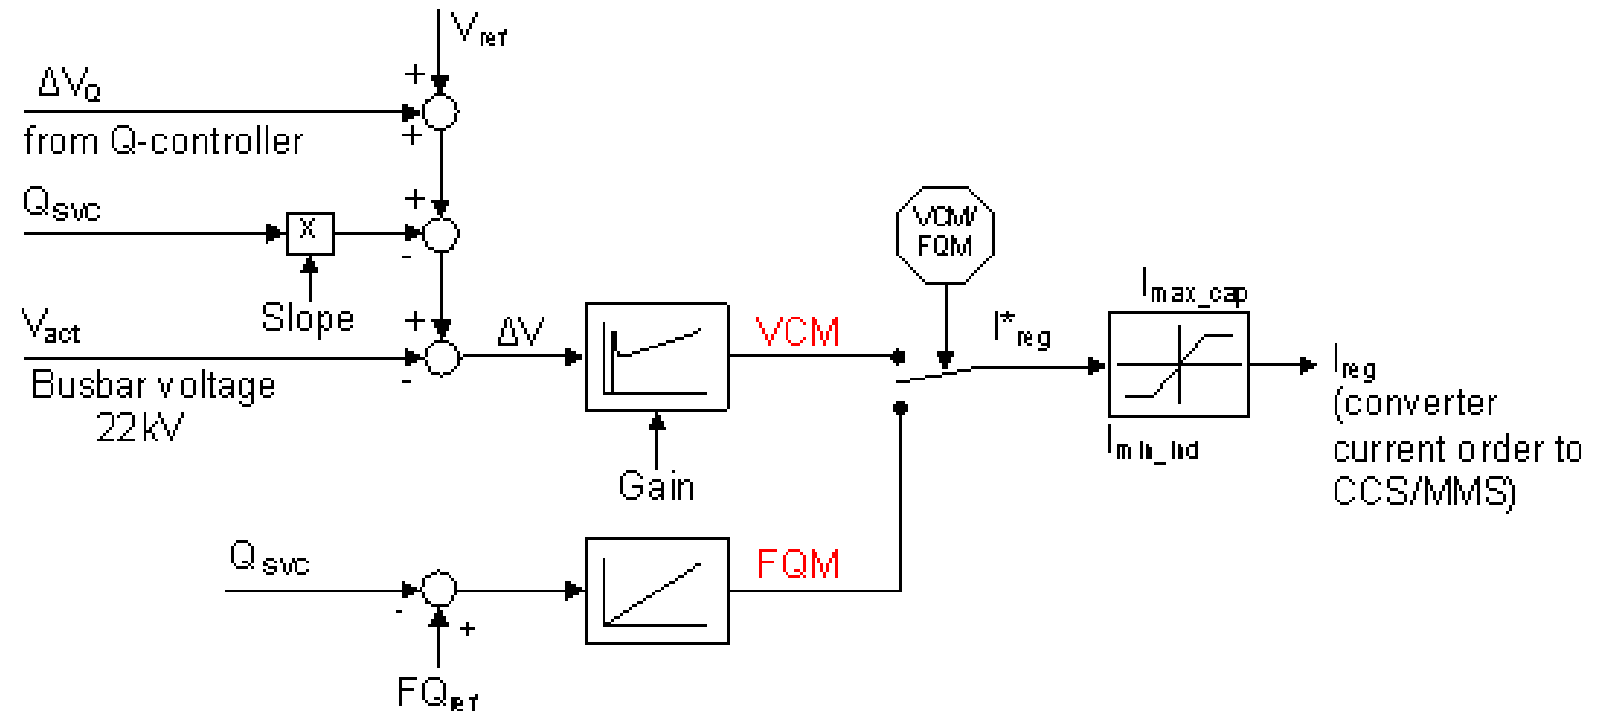 Vref
ΔVQ
from Q-controller
Qsvc
X
Slope
Vact
Busbar voltage
22kV
ΔV
Gain
VCM
VCM/
FQM
I*reg
Imax_cap
Imin_ind
Ireg
(converter
current order to
CCS/MMS)
Qsvc
FQM
FQref
+
+
+
-
+
-
-
+